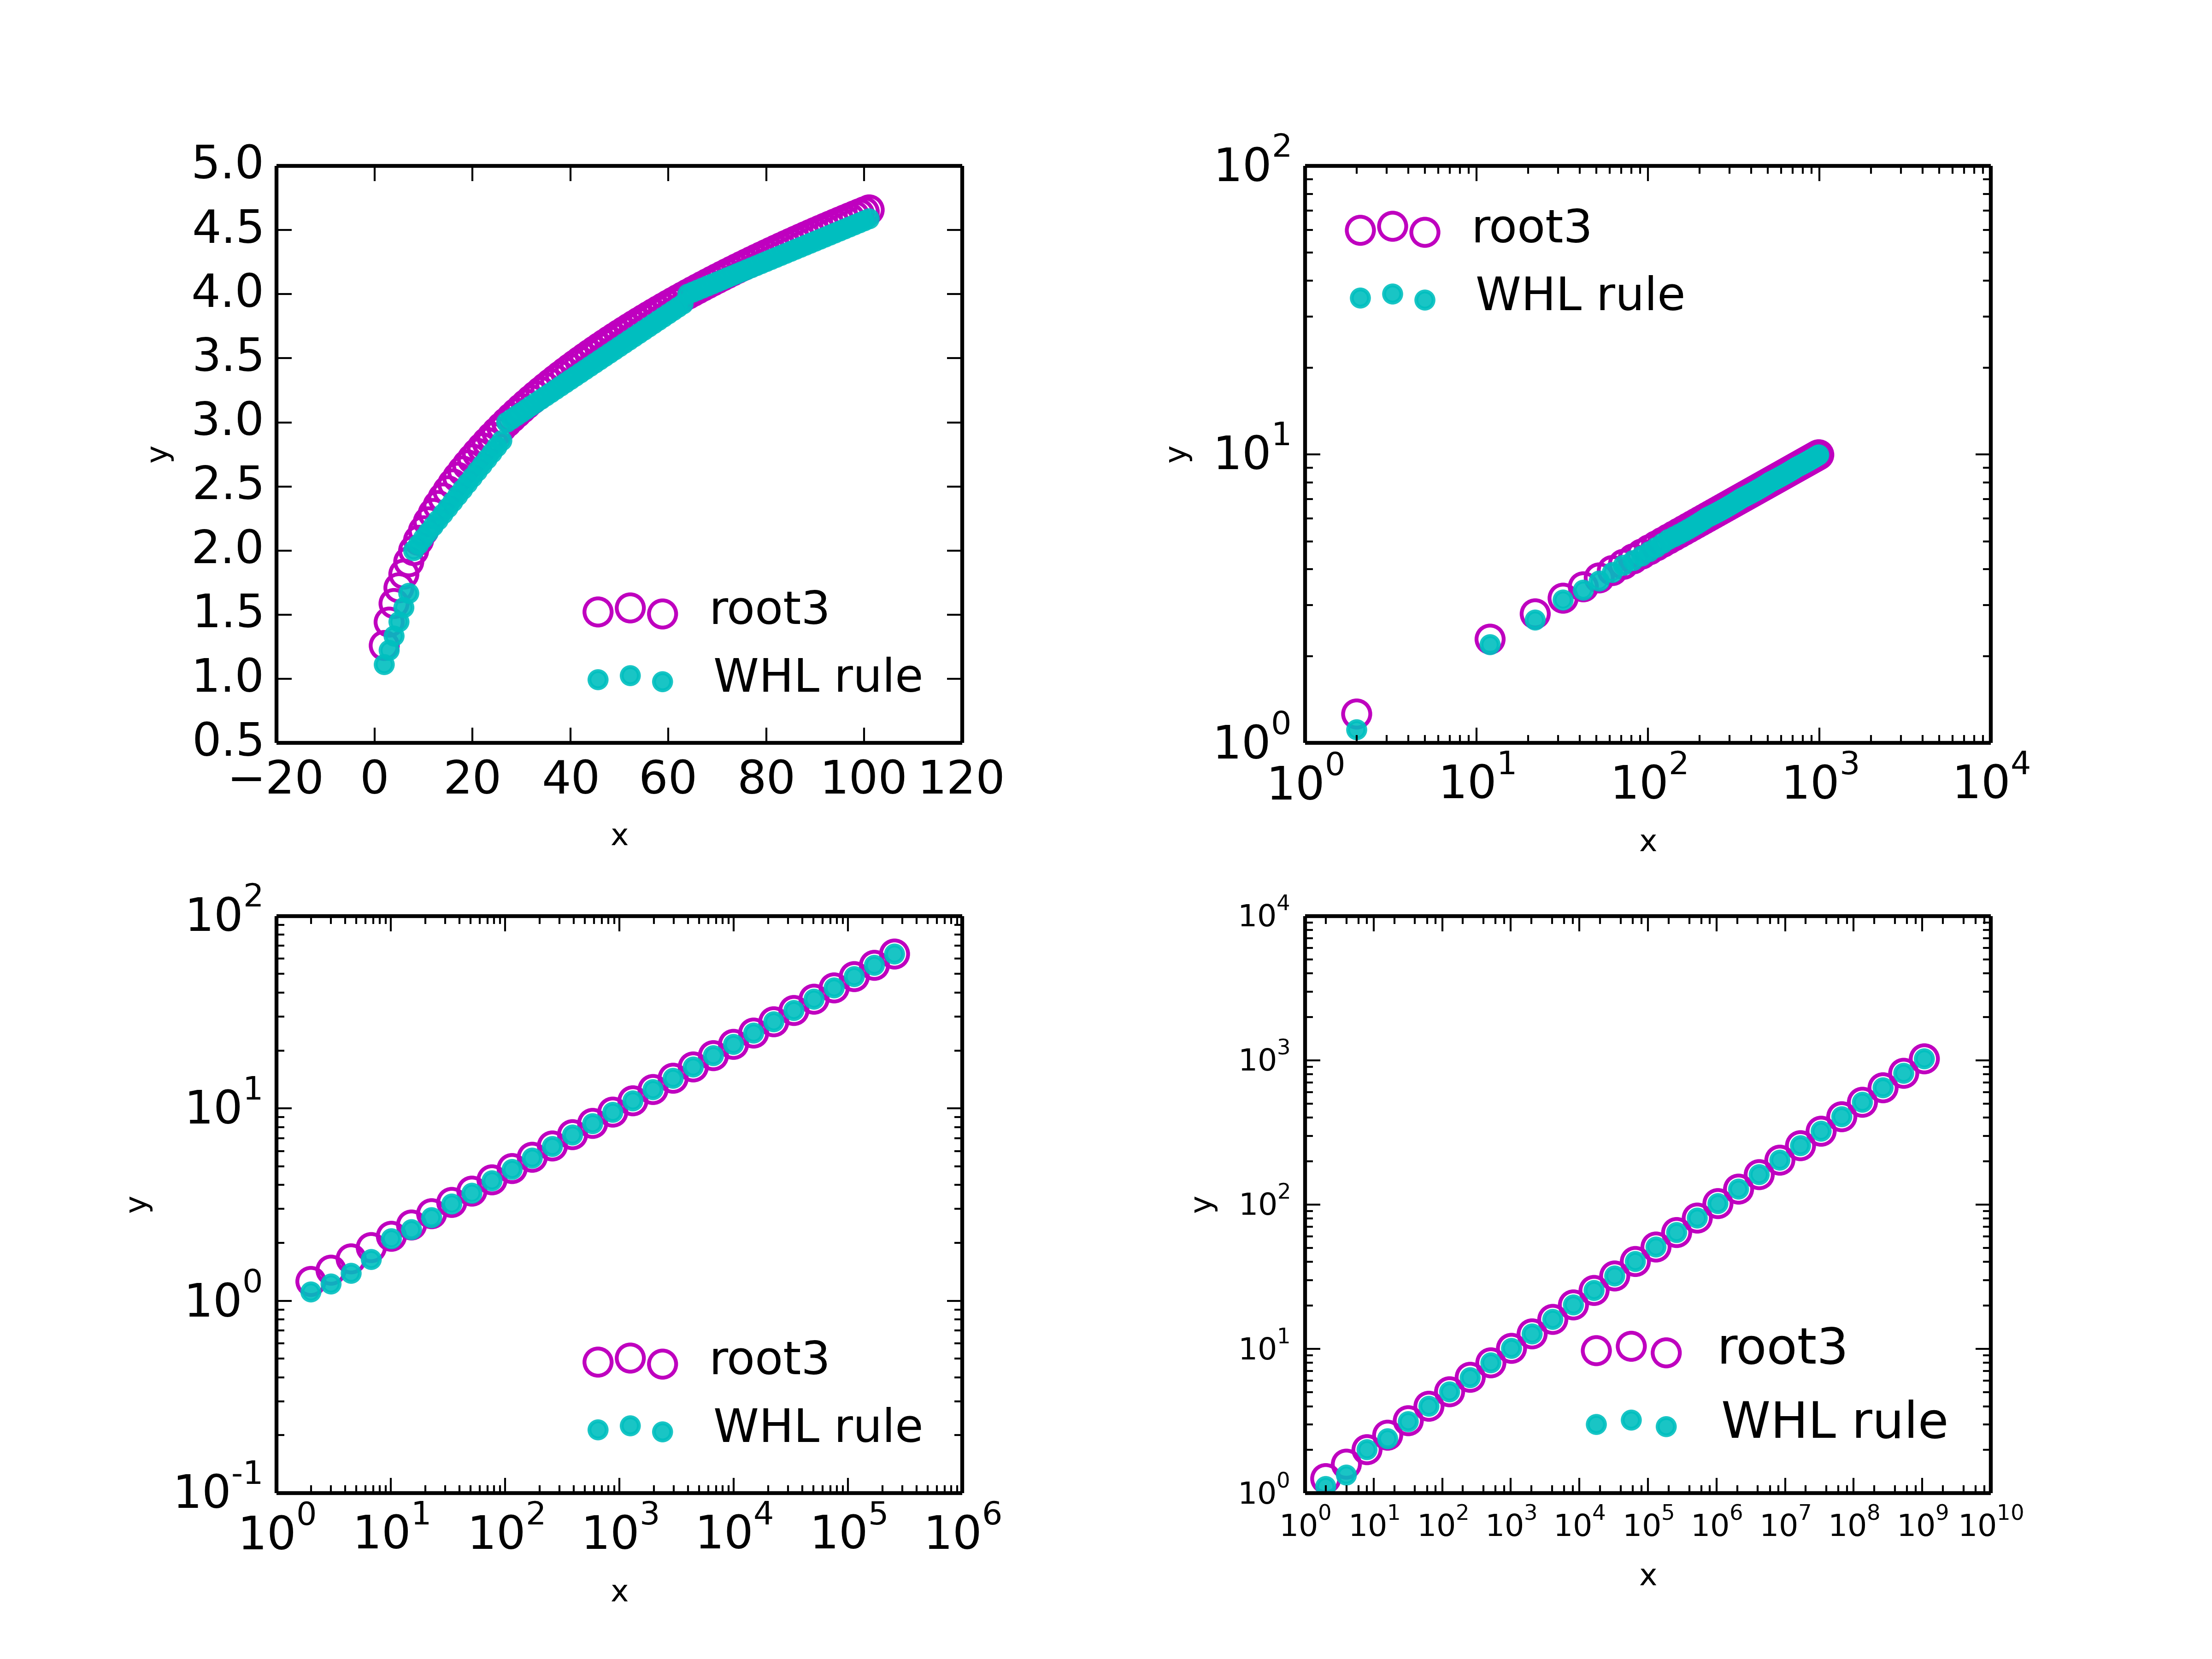 5.0
4.5
4.0
3.5
3.0
2.5
2.0
1.5
1.0
0.5
y
root3
WHL rule
−20 0 20 40 60 80 100 120
x
10^2
10^1
10^0
y
root3
WHL rule
10^0 10^1 10^2 10^3 10^4
x
10^2
10^1
10^0
10^-1
y
root3
WHL rule
10^0 10^1 10^2 10^3 10^4 10^5 10^6
x
10^4
10^3
10^2
10^1
10^0
y
root3
WHL rule
10^0 10^1 10^2 10^3 10^4 10^5 10^6 10^7 10^8 10^9 10^10
x